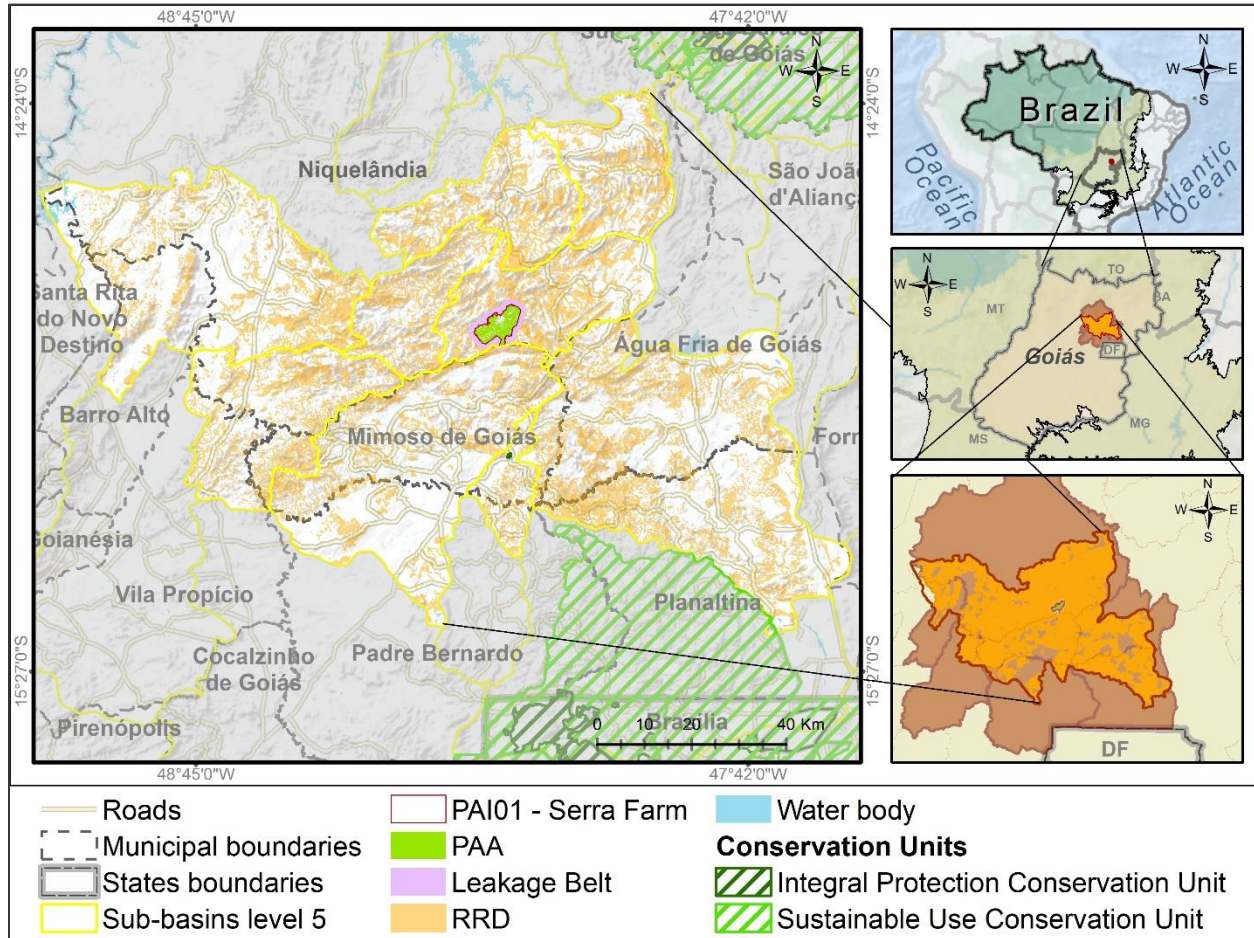 48°45'0"W
47°42'0"W
14°24'0"S
14°24'0"S
15°27'0"S
15°27'0"S
de Goiás
N
W
E
S
Niquelândia
São João
d'Aliança
Santa Rita
do Novo
Destino
Água Fria de Goiás
Barro Alto
Mimoso de Goiás
Form
Goianésia
Vila Propício
Planaltina
Cocalzinho
de Goiás
Padre Bernardo
Pirenópolis
Brasília
0 10 20 40 Km
48°45'0"W
47°42'0"W
N
W
E
S
Brazil
Pacific
Ocean
Atlantic
Ocean
N
W
E
S
TO
MT
BA
Goiás
DF
MS
MG
N
W
E
S
DF
Roads
Municipal boundaries
States boundaries
Sub-basins level 5
PAI01 - Serra Farm
PAA
Leakage Belt
RRD
Water body
Conservation Units
Integral Protection Conservation Unit
Sustainable Use Conservation Unit